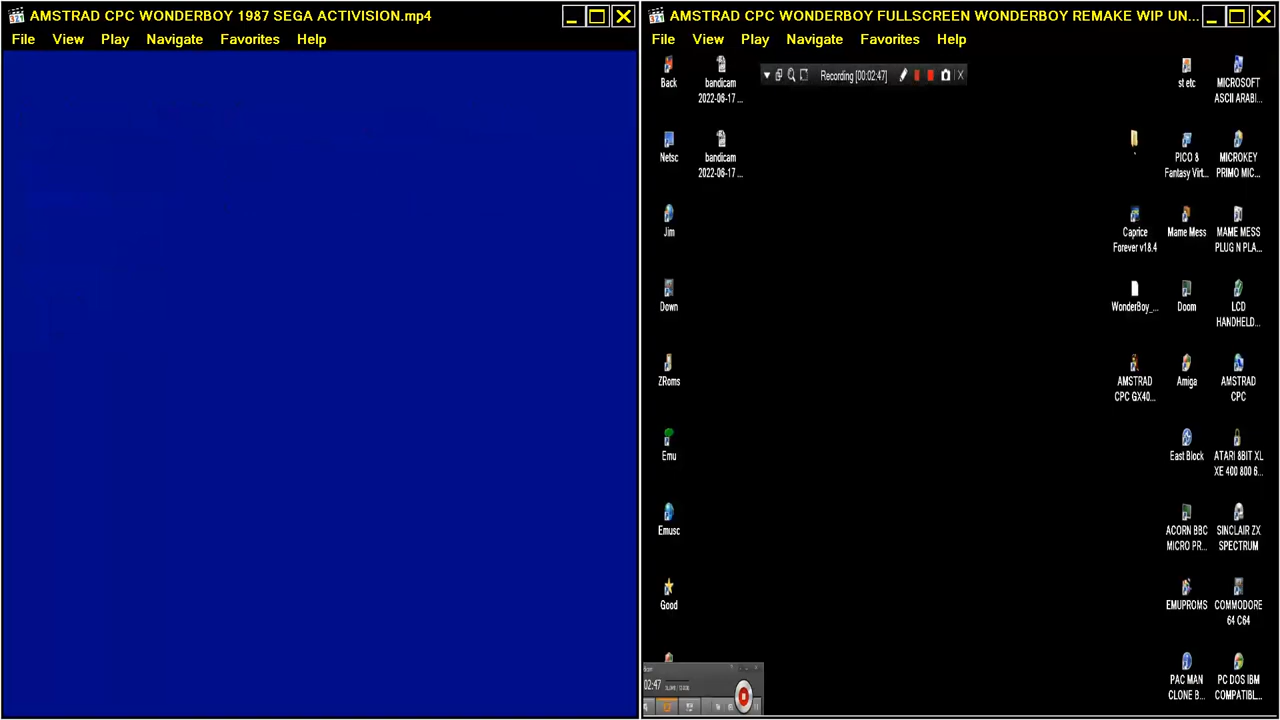 AMSTRAD CPC WONDERBOY 1987 SEGA ACTIVISION.mp4
File View Play Navigate Favorites Help
AMSTRAD CPC WONDERBOY FULLSCREEN WONDERBOY REMAKE WIP UN...
File View Play Navigate Favorites Help
Recording [00:02:47]
Back
bandicam
2022-06-17 ...
st etc
MICROSOFT
ASCII ARABI...
Netsc
bandicam
2022-06-17 ...
PICO &
Fantasy Virt...
MICROKEY
PRIMO MIC...
Jim
Caprice
Forever v18.4
Mame Mess
MAME MESS
PLUG N PLA...
Down
WonderBoy_...
Doom
LCD
HANDHELD...
ZRoms
AMSTRAD
CPC GX40...
Amiga
AMSTRAD
CPC
Emu
East Block
ATARI 8BIT XL
XE 400 800 6...
Emusc
ACORN BBC
MICRO PR...
SINCLAIR ZX
SPECTRUM
Good
EMUPROMS
COMMODORE
64 C64
02:47
PAC MAN
CLONE B...
PC DOS IBM
COMPATIBL...